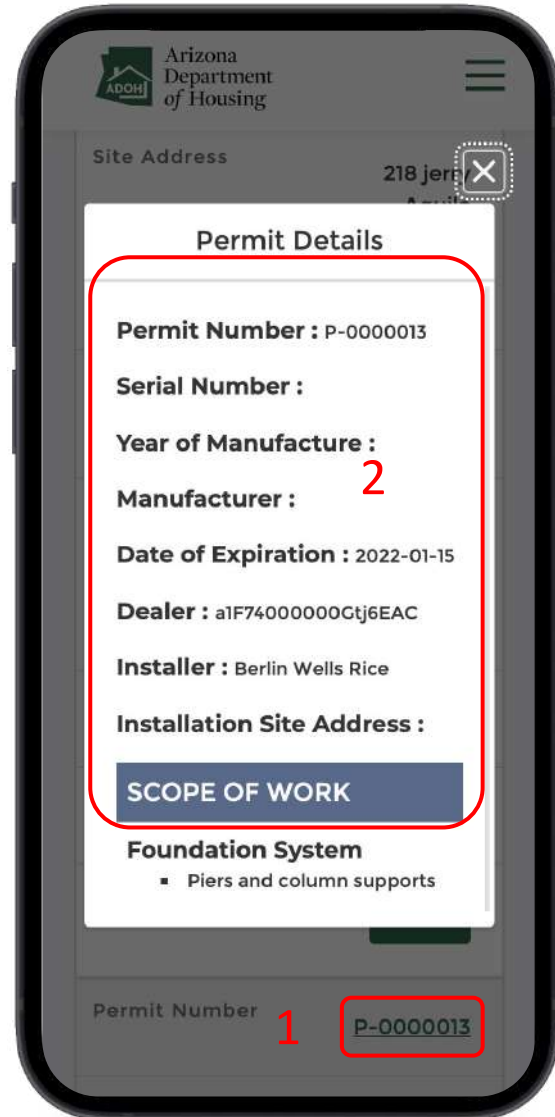 Arizona
Department
of Housing
ADOH
Site Address
218 jerry
Permit Details
Permit Number : P-0000013
Serial Number :
Year of Manufacture :
2
Manufacturer :
Date of Expiration : 2022-01-15
Dealer : a1F74000000Gtj6EAC
Installer : Berlin Wells Rice
Installation Site Address :
SCOPE OF WORK
Foundation System
▪ Piers and column supports
Permit Number
1
P-0000013